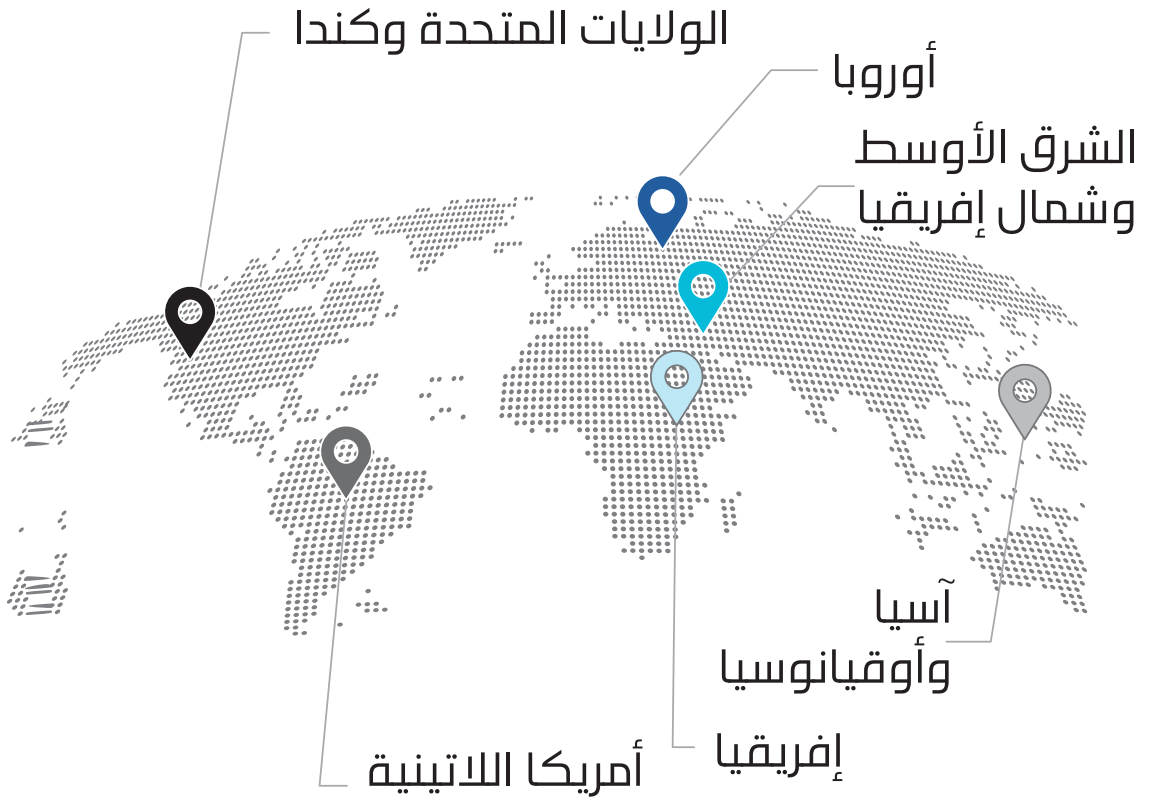 الولايات المتحدة وكندا
أوروبا
الشرق الأوسط
وشمال إفريقيا
آسيا
وأوقيانوسيا
إفريقيا
أمريكا اللاتينية